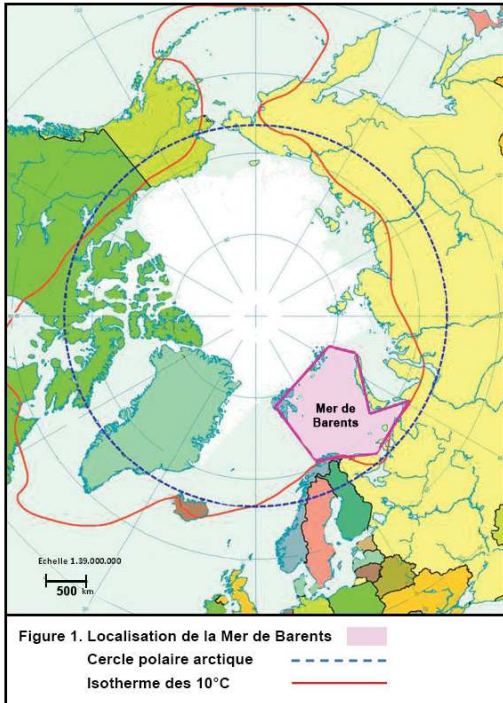 Mer de
Barents
Echelle 1:39.000.000
500 km
Figure 1. Localisation de la Mer de Barents
Cercle polaire arctique
Isotherme des 10°C